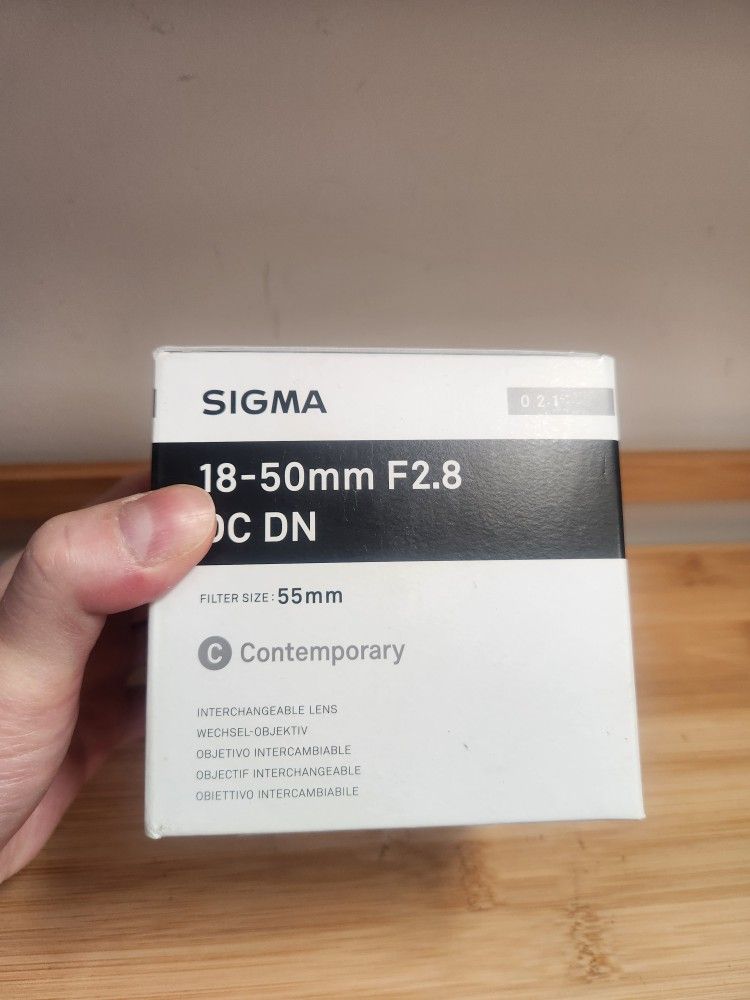 SIGMA
18-50mm F2.8
DC DN
FILTER SIZE: 55mm
C Contemporary
INTERCHANGEABLE LENS
WECHSEL-OBJEKTIV
OBJETIVO INTERCAMBIABLE
OBJECTIF INTERCHANGEABLE
OBIETTIVO INTERCAMBIABILE